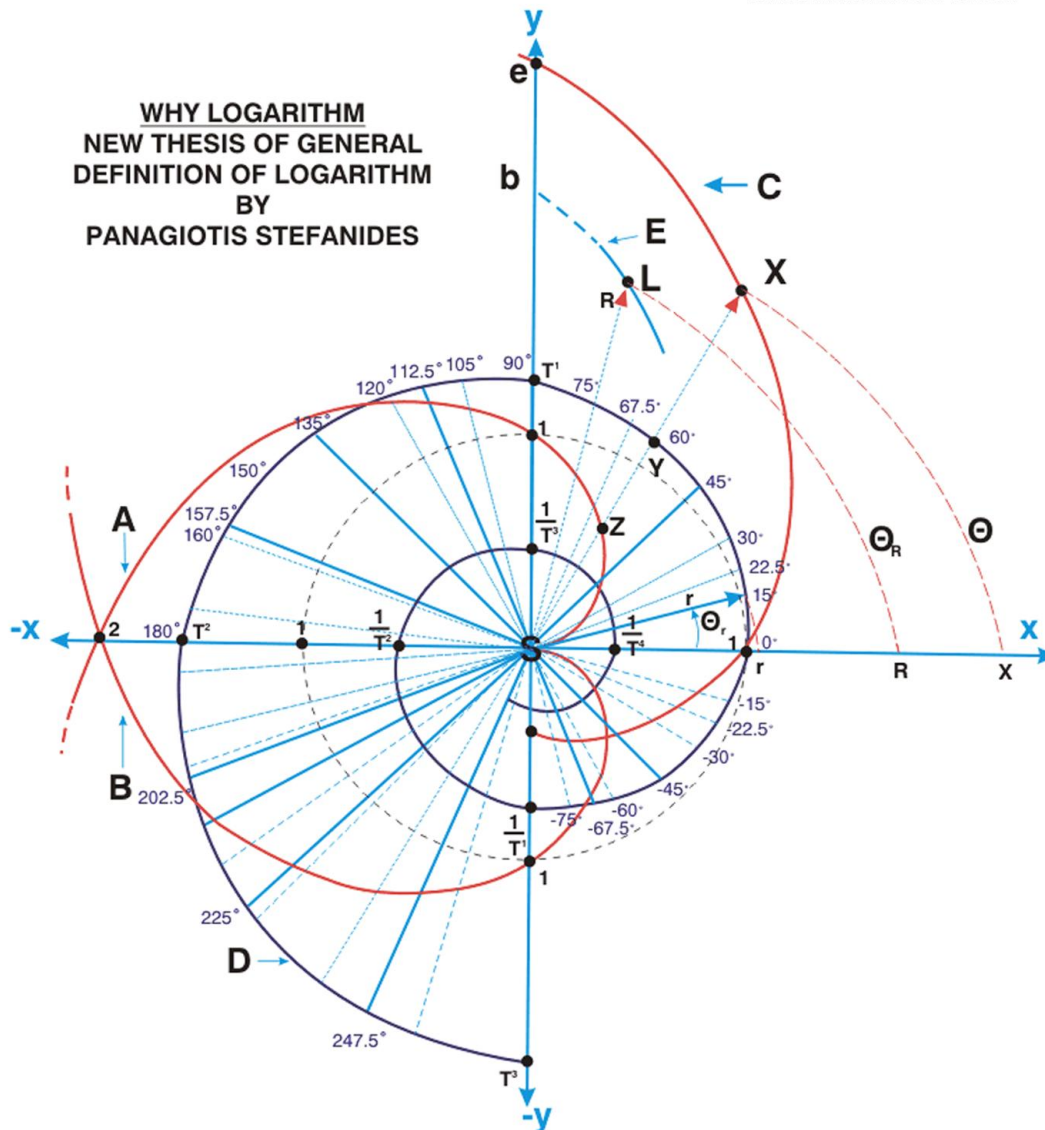 y
e
WHY LOGARITHM
NEW THESIS OF GENERAL
DEFINITION OF LOGARITHM
BY
PANAGIOTIS STEFANIDES
b
C
E
L
X
R
112.5°
105°
90°
T¹
75°
120°
67.5°
135°
1
60°
Y
150°
45°
A
157.5°
160°
1/T³
Z
30°
Θ_R
Θ
22.5°
15°
r
-x
2
180°
T²
1
1/T²
S
1/T⁴
Θ_r
1
0°
x
r
R
X
-15°
-22.5°
-30°
B
202.5°
-45°
-60°
-75°
-67.5°
1/T¹
1
225°
D
247.5°
T³
-y